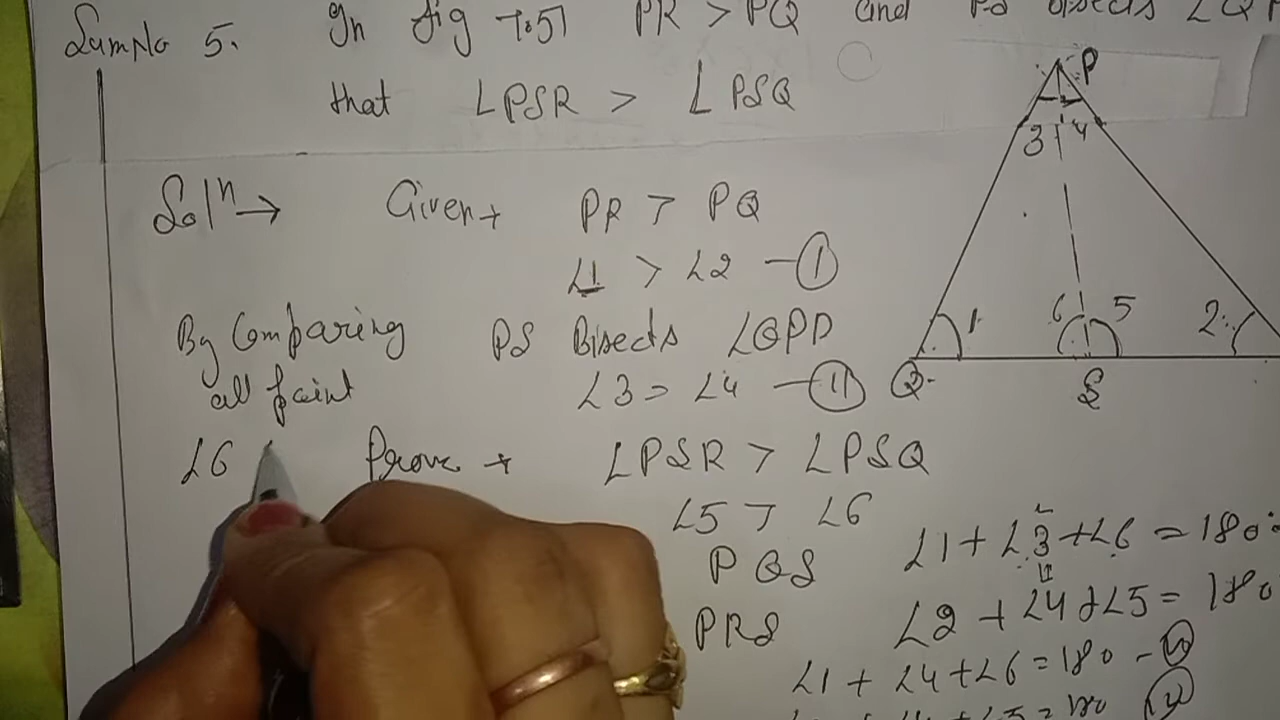 Sample 5. In fig 7.51 PR > PQ and PS bisects ∠QP
that ∠PSR > ∠PSQ
P
3 4
Solⁿ → Given + PR > PQ
∠1 > ∠2 — (I)
By Comparing PS Bisects ∠QPR
all point ∠3 = ∠4 — (II)
6 5
1 2
Q S
∠6 Prove + ∠PSR > ∠PSQ
∠5 > ∠6
PQS ∠1 + ∠3 + ∠6 = 180°
PRS ∠2 + ∠4 + ∠5 = 180
∠1 + ∠4 + ∠6 = 180 —